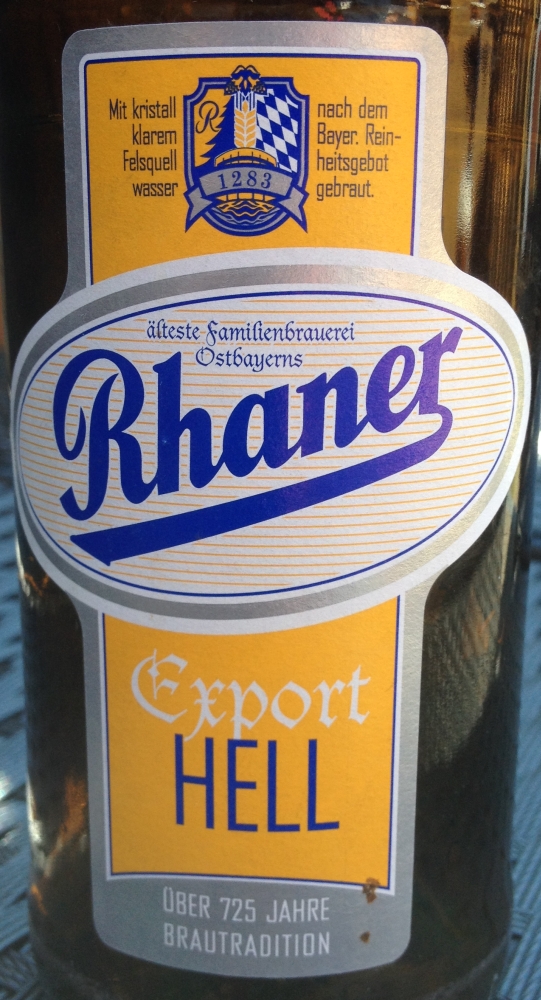 Mit kristall
klarem
Felsquell
wasser
R
M
1283
nach dem
Bayer. Rein-
heitsgebot
gebraut.
älteste Familienbrauerei
Ostbayerns
Rhaner
Export
HELL
ÜBER 725 JAHRE
BRAUTRADITION